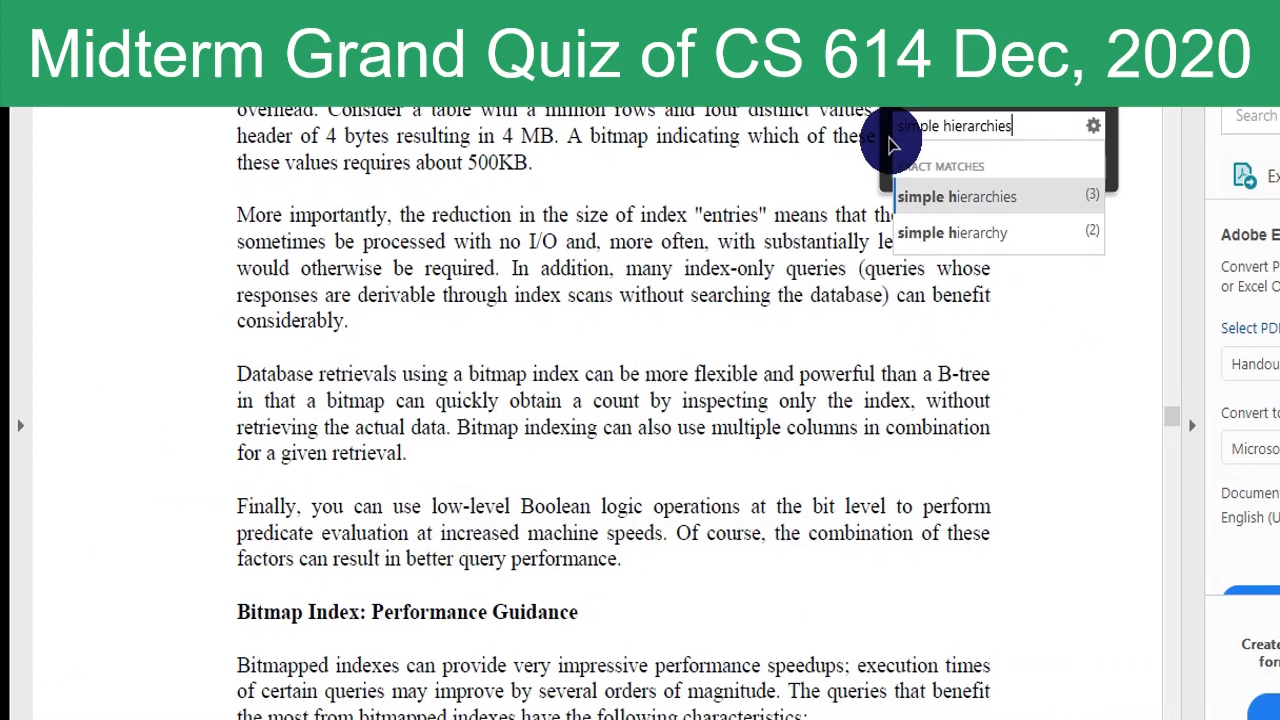 Midterm Grand Quiz of CS 614 Dec, 2020
overhead. Consider a table with a million rows and four distinct values
header of 4 bytes resulting in 4 MB. A bitmap indicating which of these
these values requires about 500KB.
simple hierarchies
EXACT MATCHES
simple hierarchies (3)
simple hierarchy (2)
More importantly, the reduction in the size of index "entries" means that
sometimes be processed with no I/O and, more often, with substantially
would otherwise be required. In addition, many index-only queries (queries whose
responses are derivable through index scans without searching the database) can benefit
considerably.
Database retrievals using a bitmap index can be more flexible and powerful than a B-tree
in that a bitmap can quickly obtain a count by inspecting only the index, without
retrieving the actual data. Bitmap indexing can also use multiple columns in combination
for a given retrieval.
Finally, you can use low-level Boolean logic operations at the bit level to perform
predicate evaluation at increased machine speeds. Of course, the combination of these
factors can result in better query performance.
Bitmap Index: Performance Guidance
Bitmapped indexes can provide very impressive performance speedups; execution times
of certain queries may improve by several orders of magnitude. The queries that benefit
the most from bitmapped indexes have the following characteristics:
Search
Ex
Adobe E
Convert P
or Excel O
Select PD
Handou
Convert to
Microso
Document
English (U
Create
for